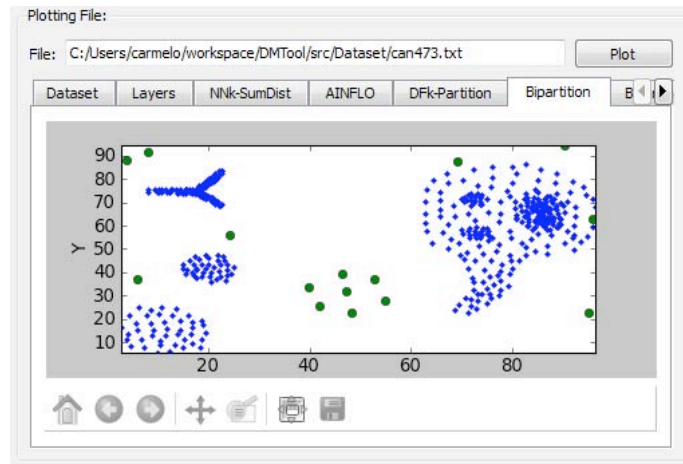 Plotting File:
File: C:/Users/carmelo/workspace/DMTool/src/Dataset/can473.txt Plot
Dataset Layers NNk-SumDist AINFLO DFk-Partition Bipartition
90
80
70
60
50
40
30
20
10
Y
20 40 60 80